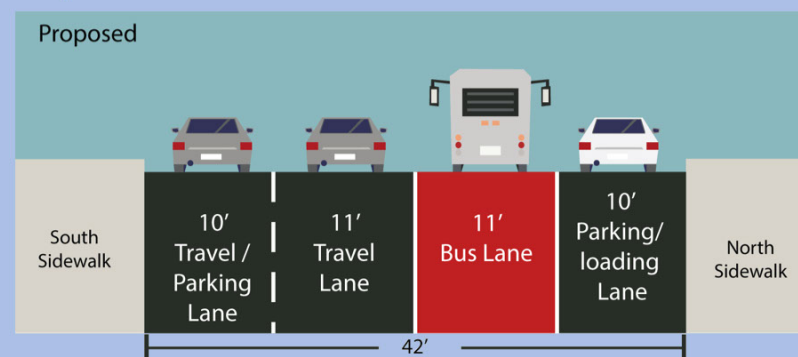 Proposed
South
Sidewalk
10’
Travel /
Parking
Lane
11’
Travel
Lane
11’
Bus Lane
10’
Parking/
loading
Lane
North
Sidewalk
42’